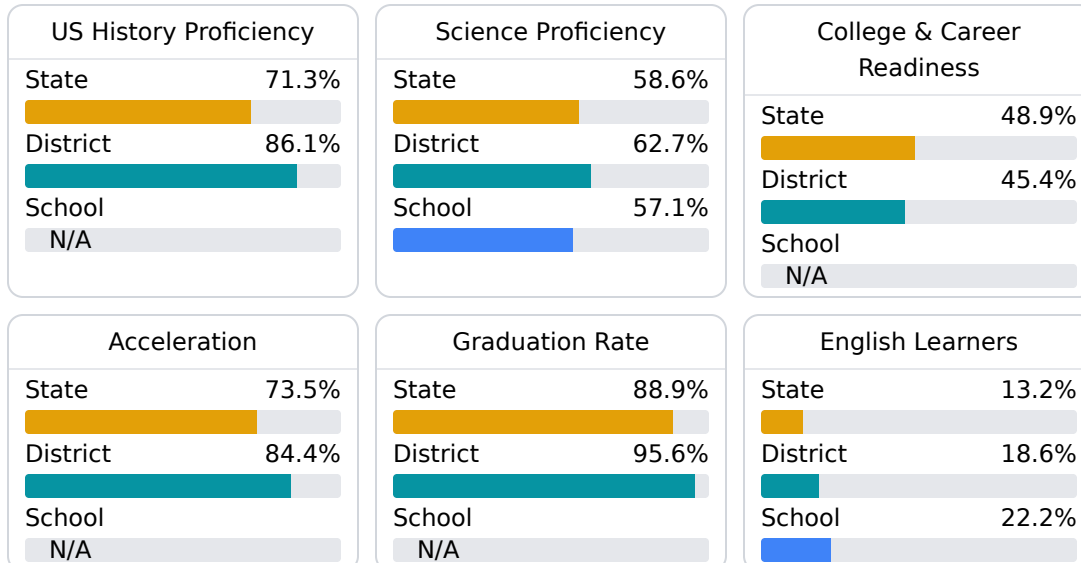 US History Proficiency
State 71.3%
District 86.1%
School
N/A
Science Proficiency
State 58.6%
District 62.7%
School 57.1%
College & Career
Readiness
State 48.9%
District 45.4%
School
N/A
Acceleration
State 73.5%
District 84.4%
School
N/A
Graduation Rate
State 88.9%
District 95.6%
School
N/A
English Learners
State 13.2%
District 18.6%
School 22.2%